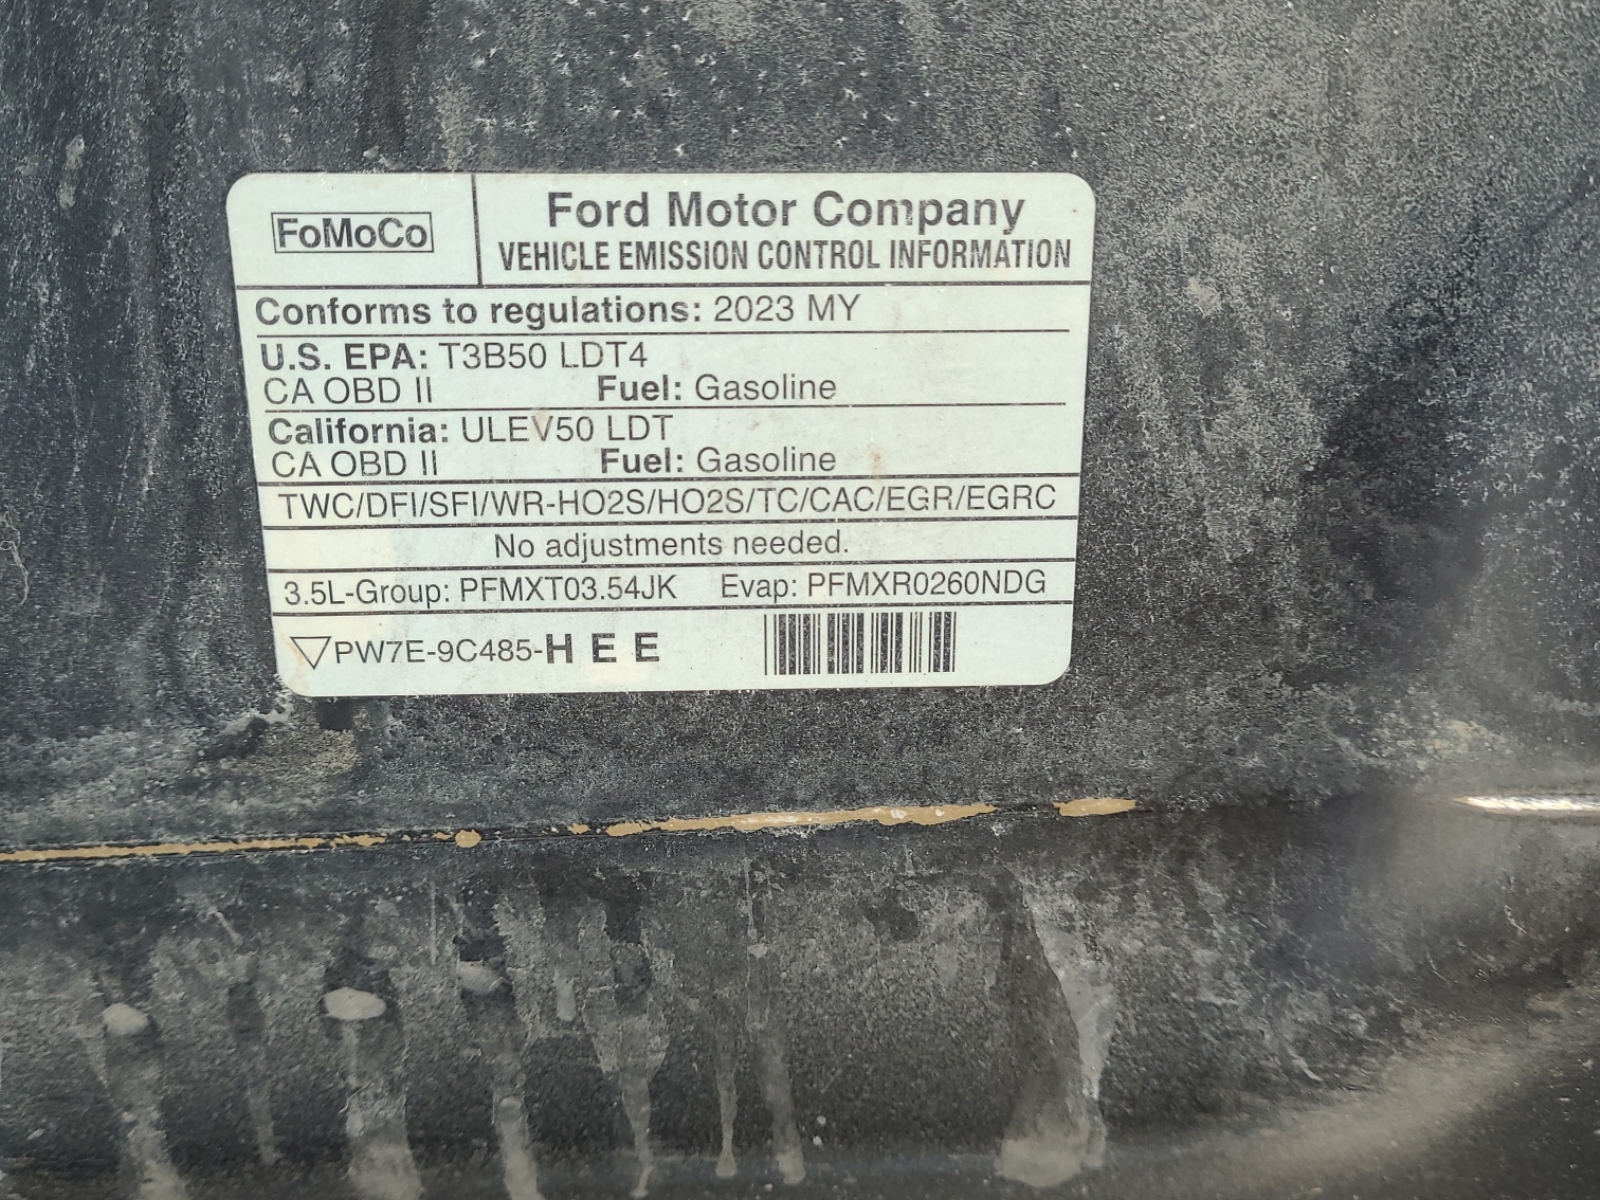 FoMoCo
Ford Motor Company
VEHICLE EMISSION CONTROL INFORMATION
Conforms to regulations: 2023 MY
U.S. EPA: T3B50 LDT4
CA OBD II Fuel: Gasoline
California: ULEV50 LDT
CA OBD II Fuel: Gasoline
TWC/DFI/SFI/WR-HO2S/HO2S/TC/CAC/EGR/EGRC
No adjustments needed.
3.5L-Group: PFMXT03.54JK Evap: PFMXR0260NDG
PW7E-9C485-HEE